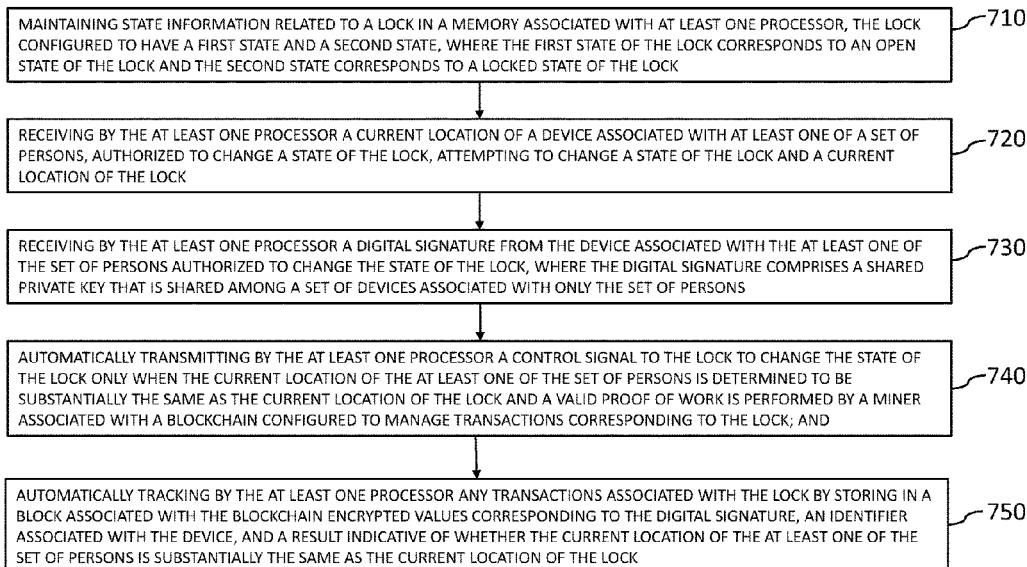 MAINTAINING STATE INFORMATION RELATED TO A LOCK IN A MEMORY ASSOCIATED WITH AT LEAST ONE PROCESSOR, THE LOCK
CONFIGURED TO HAVE A FIRST STATE AND A SECOND STATE, WHERE THE FIRST STATE OF THE LOCK CORRESPONDS TO AN OPEN
STATE OF THE LOCK AND THE SECOND STATE CORRESPONDS TO A LOCKED STATE OF THE LOCK
710
RECEIVING BY THE AT LEAST ONE PROCESSOR A CURRENT LOCATION OF A DEVICE ASSOCIATED WITH AT LEAST ONE OF A SET OF
PERSONS, AUTHORIZED TO CHANGE A STATE OF THE LOCK, ATTEMPTING TO CHANGE A STATE OF THE LOCK AND A CURRENT
LOCATION OF THE LOCK
720
RECEIVING BY THE AT LEAST ONE PROCESSOR A DIGITAL SIGNATURE FROM THE DEVICE ASSOCIATED WITH THE AT LEAST ONE OF
THE SET OF PERSONS AUTHORIZED TO CHANGE THE STATE OF THE LOCK, WHERE THE DIGITAL SIGNATURE COMPRISES A SHARED
PRIVATE KEY THAT IS SHARED AMONG A SET OF DEVICES ASSOCIATED WITH ONLY THE SET OF PERSONS
730
AUTOMATICALLY TRANSMITTING BY THE AT LEAST ONE PROCESSOR A CONTROL SIGNAL TO THE LOCK TO CHANGE THE STATE OF
THE LOCK ONLY WHEN THE CURRENT LOCATION OF THE AT LEAST ONE OF THE SET OF PERSONS IS DETERMINED TO BE
SUBSTANTIALLY THE SAME AS THE CURRENT LOCATION OF THE LOCK AND A VALID PROOF OF WORK IS PERFORMED BY A MINER
ASSOCIATED WITH A BLOCKCHAIN CONFIGURED TO MANAGE TRANSACTIONS CORRESPONDING TO THE LOCK; AND
740
AUTOMATICALLY TRACKING BY THE AT LEAST ONE PROCESSOR ANY TRANSACTIONS ASSOCIATED WITH THE LOCK BY STORING IN A
BLOCK ASSOCIATED WITH THE BLOCKCHAIN ENCRYPTED VALUES CORRESPONDING TO THE DIGITAL SIGNATURE, AN IDENTIFIER
ASSOCIATED WITH THE DEVICE, AND A RESULT INDICATIVE OF WHETHER THE CURRENT LOCATION OF THE AT LEAST ONE OF THE
SET OF PERSONS IS SUBSTANTIALLY THE SAME AS THE CURRENT LOCATION OF THE LOCK
750